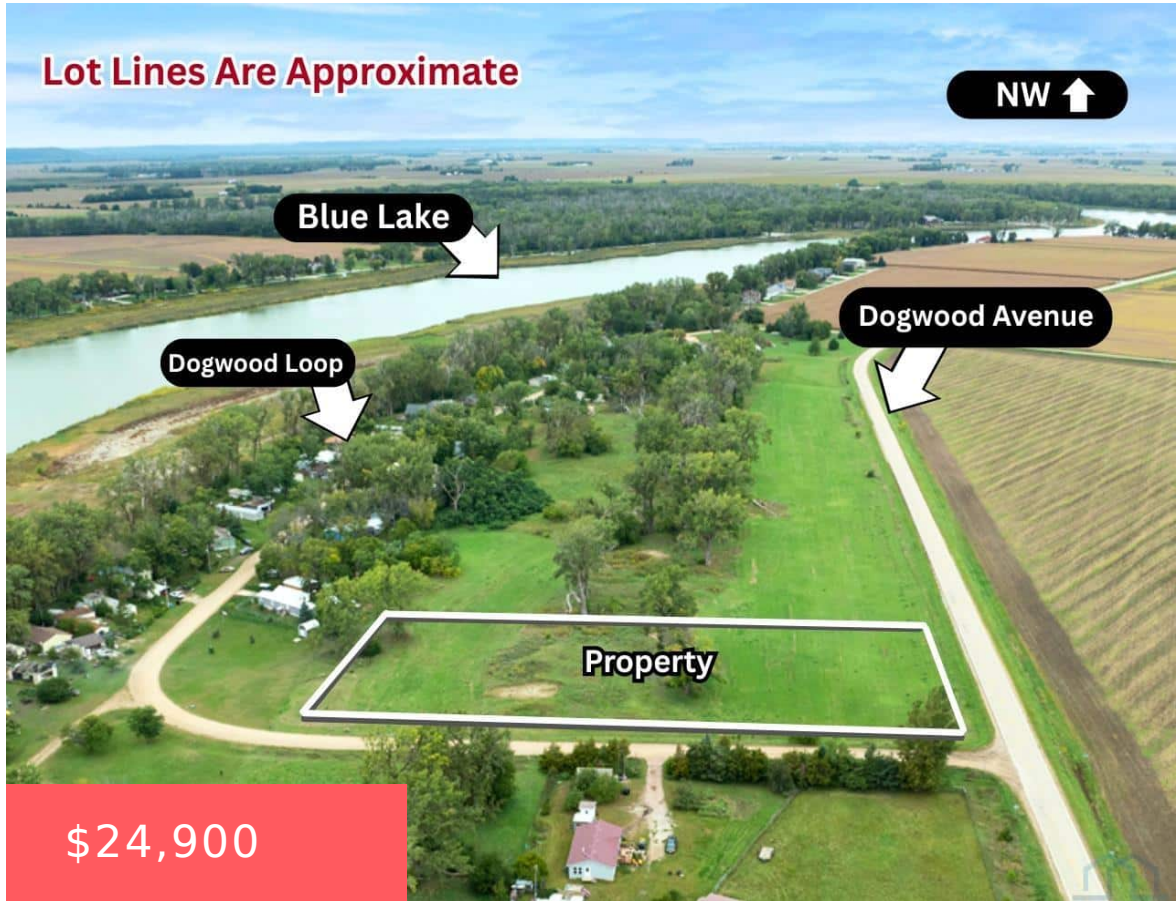 Lot Lines Are Approximate
NW
Blue Lake
Dogwood Avenue
Dogwood Loop
Property
$24,900